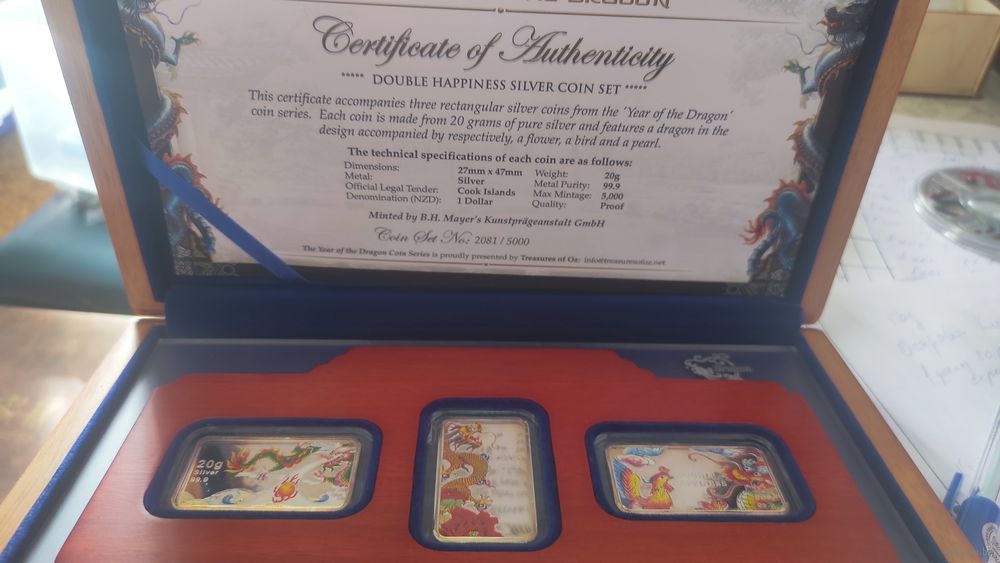 Certificate of Authenticity
***** DOUBLE HAPPINESS SILVER COIN SET *****
This certificate accompanies three rectangular silver coins from the 'Year of the Dragon'
coin series. Each coin is made from 20 grams of pure silver and features a dragon in the
design accompanied by respectively, a flower, a bird and a pearl.
The technical specifications of each coin are as follows:
Dimensions: 27mm x 47mm Weight: 20g
Metal: Silver Metal Purity: 99.9
Official Legal Tender: Cook Islands Max Mintage: 5,000
Denomination (NZD): 1 Dollar Quality: Proof
Minted by B.H. Mayer's Kunstprägeanstalt GmbH
Coin Set No: 2081 / 5000
The Year of the Dragon Coin Series is proudly presented by Treasures of Oz: info@treasuresofoz.net
20g
Silver
99.9